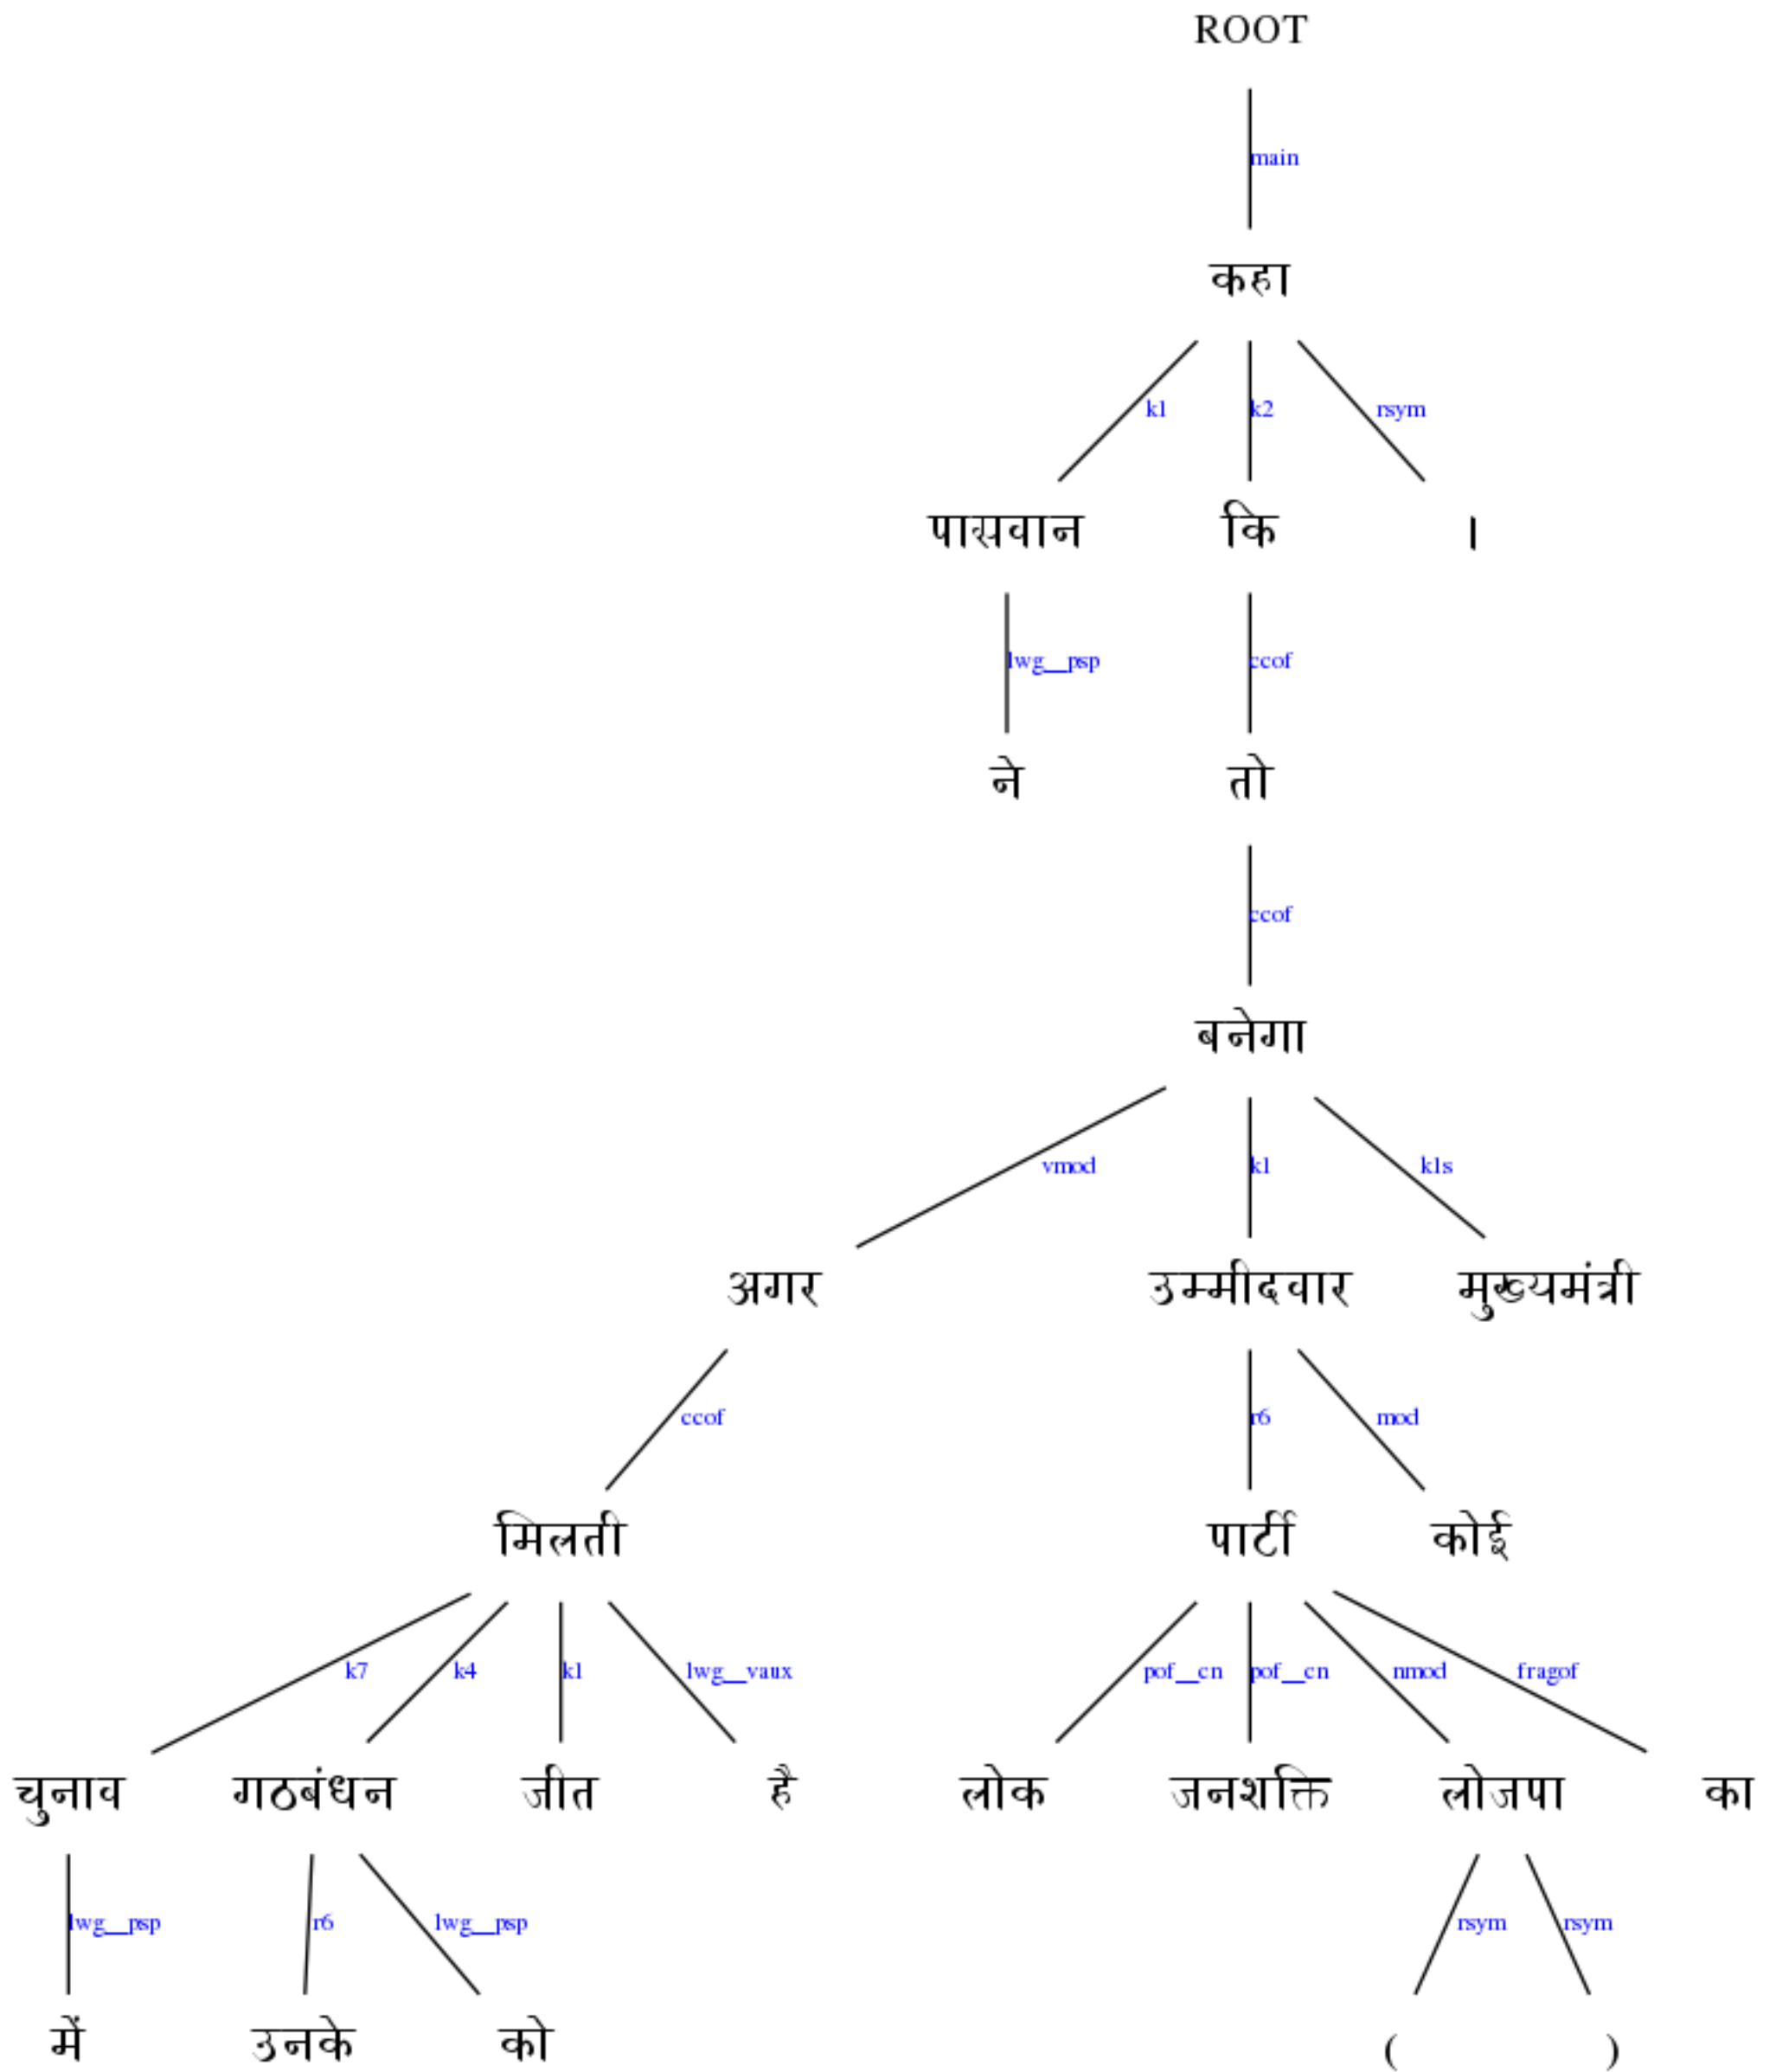 ROOT
main
कहा
k1 k2 rsym
पासवान कि ।
lwg__psp ccof
ने तो
ccof
बनेगा
vmod k1 k1s
अगर उम्मीदवार मुख्यमंत्री
ccof r6 mod
मिलती पार्टी कोई
k7 k4 k1 lwg__vaux pof__cn pof__cn nmod fragof
चुनाव गठबंधन जीत है लोक जनशक्ति लोजपा का
lwg__psp r6 lwg__psp rsym rsym
में उनके को ( )